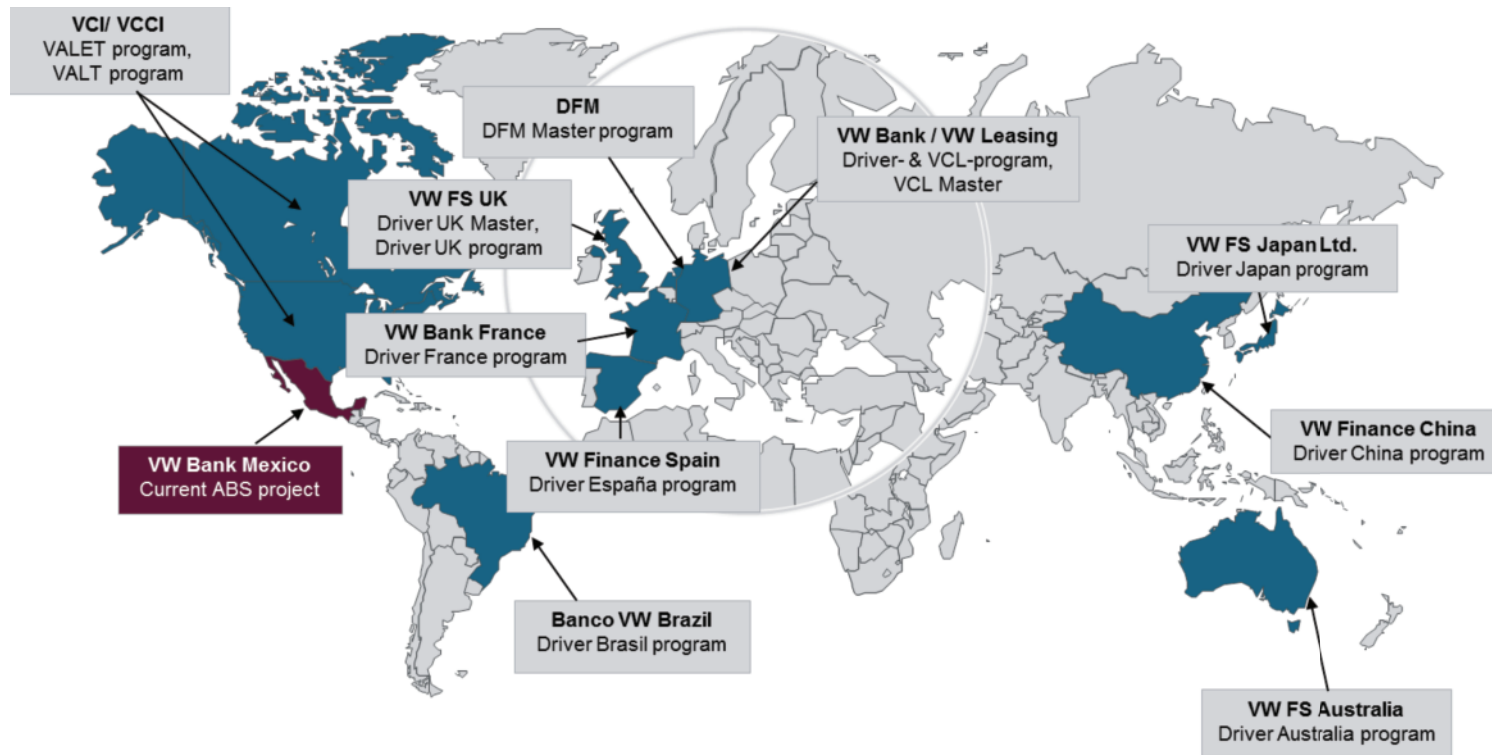 VCI/ VCCI
VALET program,
VALT program
DFM
DFM Master program
VW Bank / VW Leasing
Driver- & VCL-program,
VCL Master
VW FS UK
Driver UK Master,
Driver UK program
VW FS Japan Ltd.
Driver Japan program
VW Bank France
Driver France program
VW Bank Mexico
Current ABS project
VW Finance Spain
Driver España program
VW Finance China
Driver China program
Banco VW Brazil
Driver Brasil program
VW FS Australia
Driver Australia program